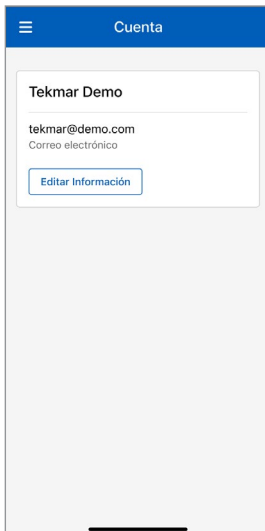 Cuenta
Tekmar Demo
tekmar@demo.com
Correo electrónico
Editar Información